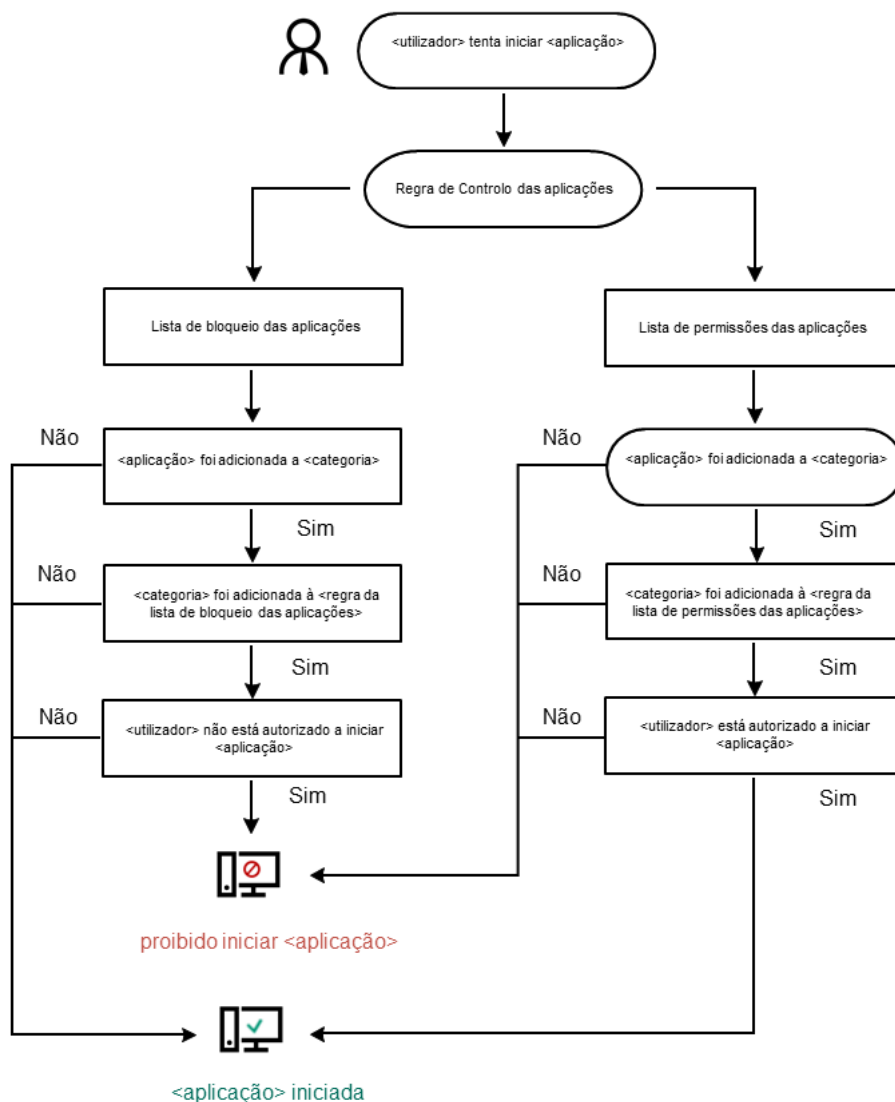 <utilizador> tenta iniciar <aplicação>
Regra de Controlo das aplicações
Lista de bloqueio das aplicações
Lista de permissões das aplicações
Não
<aplicação> foi adicionada a <categoria>
Não
<aplicação> foi adicionada a <categoria>
Sim
Sim
Não
<categoria> foi adicionada à <regra da
lista de bloqueio das aplicações>
Não
<categoria> foi adicionada à <regra da
lista de permissões das aplicações>
Sim
Sim
Não
<utilizador> não está autorizado a iniciar
<aplicação>
Não
<utilizador> está autorizado a iniciar
<aplicação>
Sim
Sim
proibido iniciar <aplicação>
<aplicação> iniciada